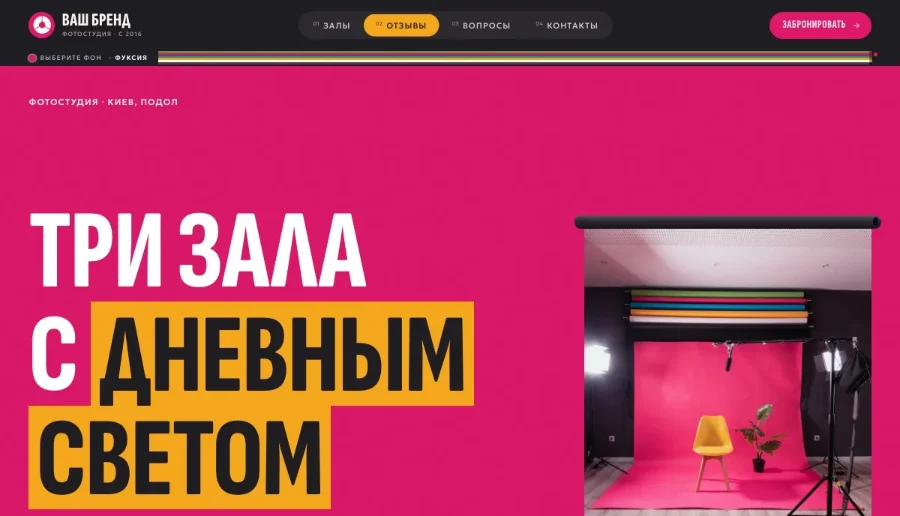 ВАШ БРЕНД
ФОТОСТУДИЯ · С 2016
01 ЗАЛЫ
02 ОТЗЫВЫ
03 ВОПРОСЫ
04 КОНТАКТЫ
ЗАБРОНИРОВАТЬ →
ВЫБЕРИТЕ ФОН · ФУКСИЯ
ФОТОСТУДИЯ · КИЕВ, ПОДОЛ
ТРИ ЗАЛА
С ДНЕВНЫМ
СВЕТОМ